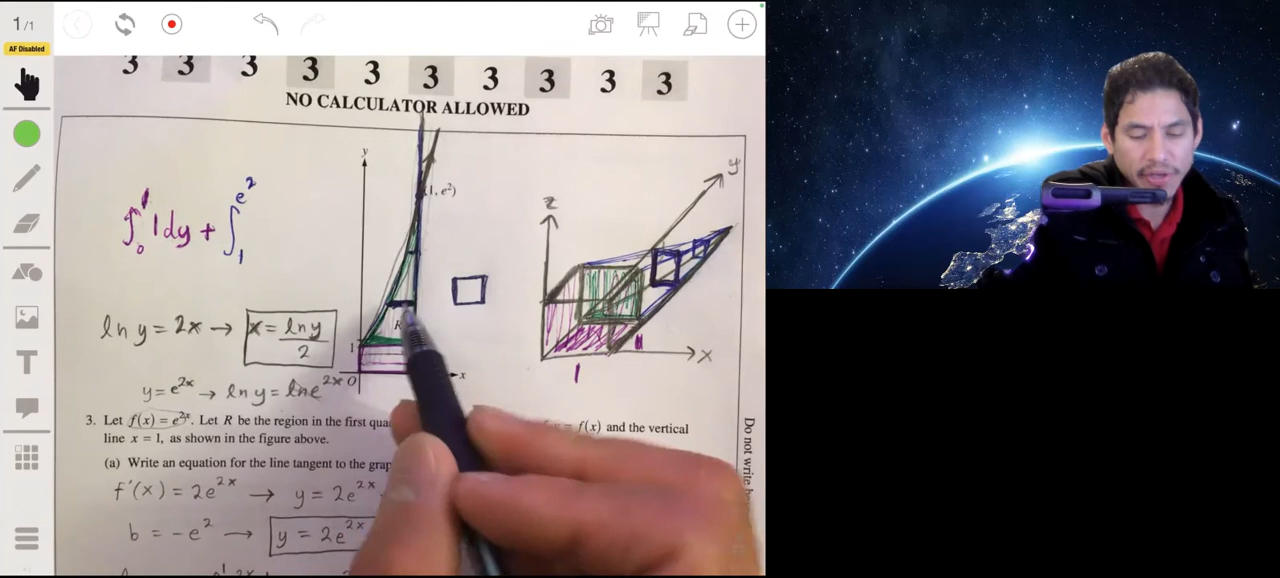 1/1
AF Disabled
3 3 3 3 3 3 3 3 3 3
NO CALCULATOR ALLOWED
y
(1, e²)
∫₀¹ 1dy + ∫₁^{e²}
ln y = 2x → x = ln y / 2
y = e^{2x} → ln y = ln e^{2x}
1
R
O
x
z
y
x
1
3. Let f(x) = e^{2x}. Let R be the region in the first qua
= f(x) and the vertical
line x = 1, as shown in the figure above.
(a) Write an equation for the line tangent to the grap
f'(x) = 2e^{2x} → y = 2e^{2x}
b = -e² → y = 2e^{2x}
Do not write
T